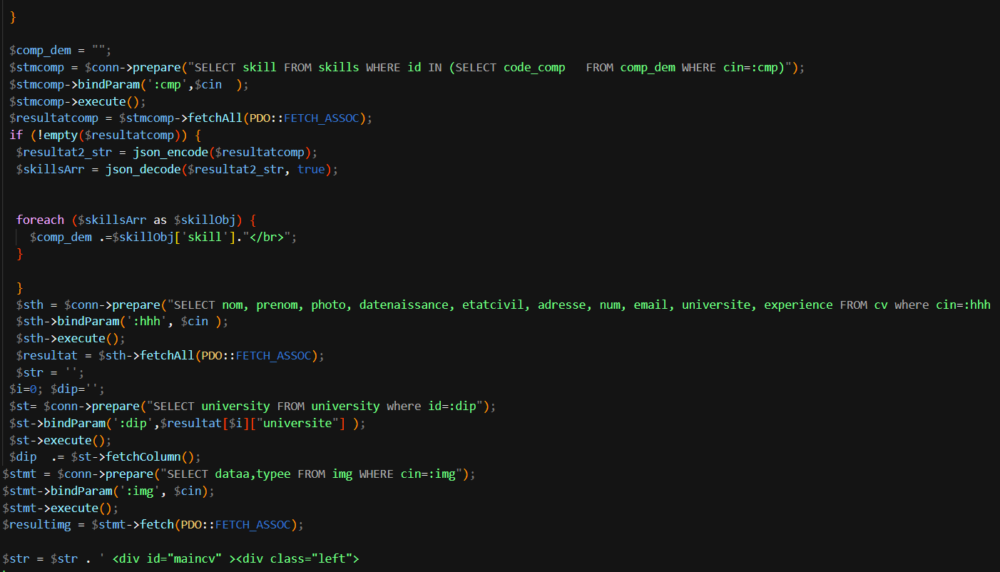 }
$comp_dem = "";
$stmcomp = $conn->prepare("SELECT skill FROM skills WHERE id IN (SELECT code_comp   FROM comp_dem WHERE cin=:cmp)");
$stmcomp->bindParam(':cmp',$cin  );
$stmcomp->execute();
$resultatcomp = $stmcomp->fetchAll(PDO::FETCH_ASSOC);
if (!empty($resultatcomp)) {
$resultat2_str = json_encode($resultatcomp);
$skillsArr = json_decode($resultat2_str, true);
foreach ($skillsArr as $skillObj) {
$comp_dem .=$skillObj['skill']."</br>";
}
}
$sth = $conn->prepare("SELECT nom, prenom, photo, datenaissance, etatcivil, adresse, num, email, universite, experience FROM cv where cin=:hhh
$sth->bindParam(':hhh', $cin );
$sth->execute();
$resultat = $sth->fetchAll(PDO::FETCH_ASSOC);
$str = '';
$i=0; $dip='';
$st= $conn->prepare("SELECT university FROM university where id=:dip");
$st->bindParam(':dip',$resultat[$i]["universite"] );
$st->execute();
$dip  .= $st->fetchColumn();
$stmt = $conn->prepare("SELECT dataa,typee FROM img WHERE cin=:img");
$stmt->bindParam(':img', $cin);
$stmt->execute();
$resultimg = $stmt->fetch(PDO::FETCH_ASSOC);
$str = $str . ' <div id="maincv" ><div class="left">